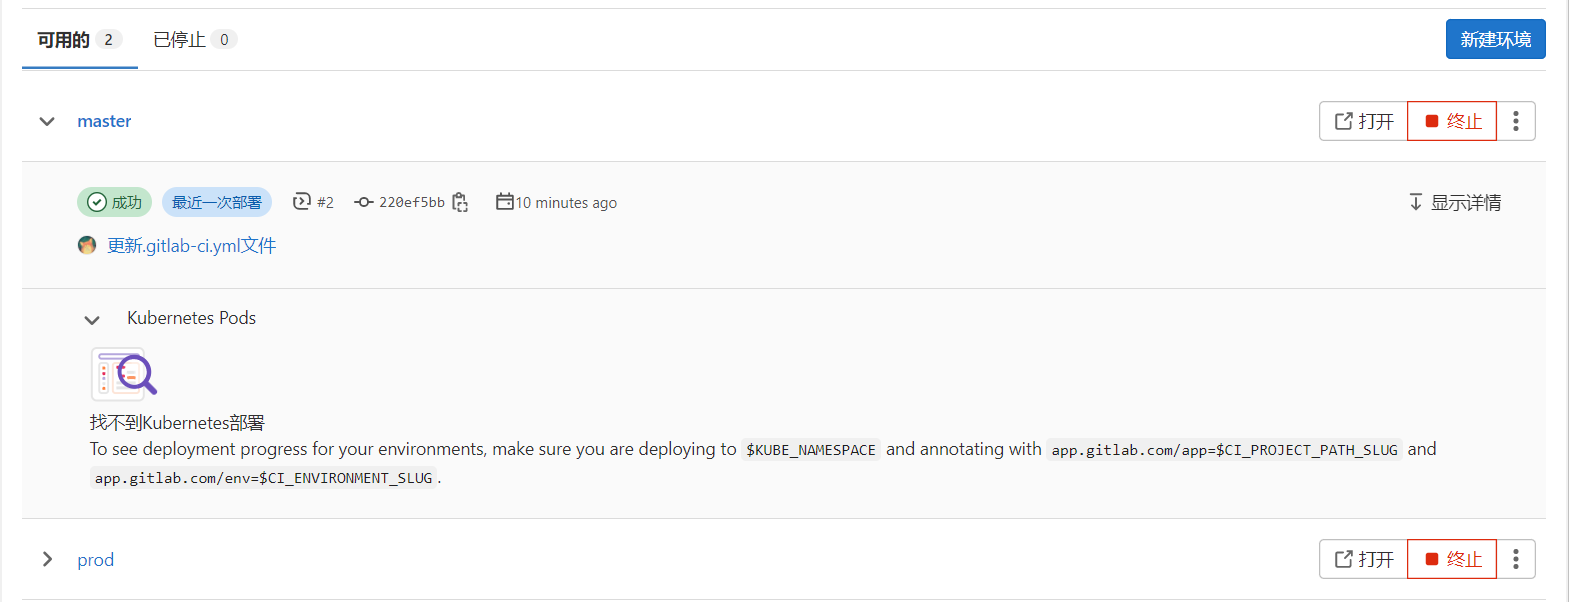 可用的 2 已停止 0 新建环境
master 打开 终止
成功 最近一次部署 #2 220ef5bb 10 minutes ago 显示详情
更新.gitlab-ci.yml文件
Kubernetes Pods
找不到Kubernetes部署
To see deployment progress for your environments, make sure you are deploying to $KUBE_NAMESPACE and annotating with app.gitlab.com/app=$CI_PROJECT_PATH_SLUG and
app.gitlab.com/env=$CI_ENVIRONMENT_SLUG.
prod 打开 终止